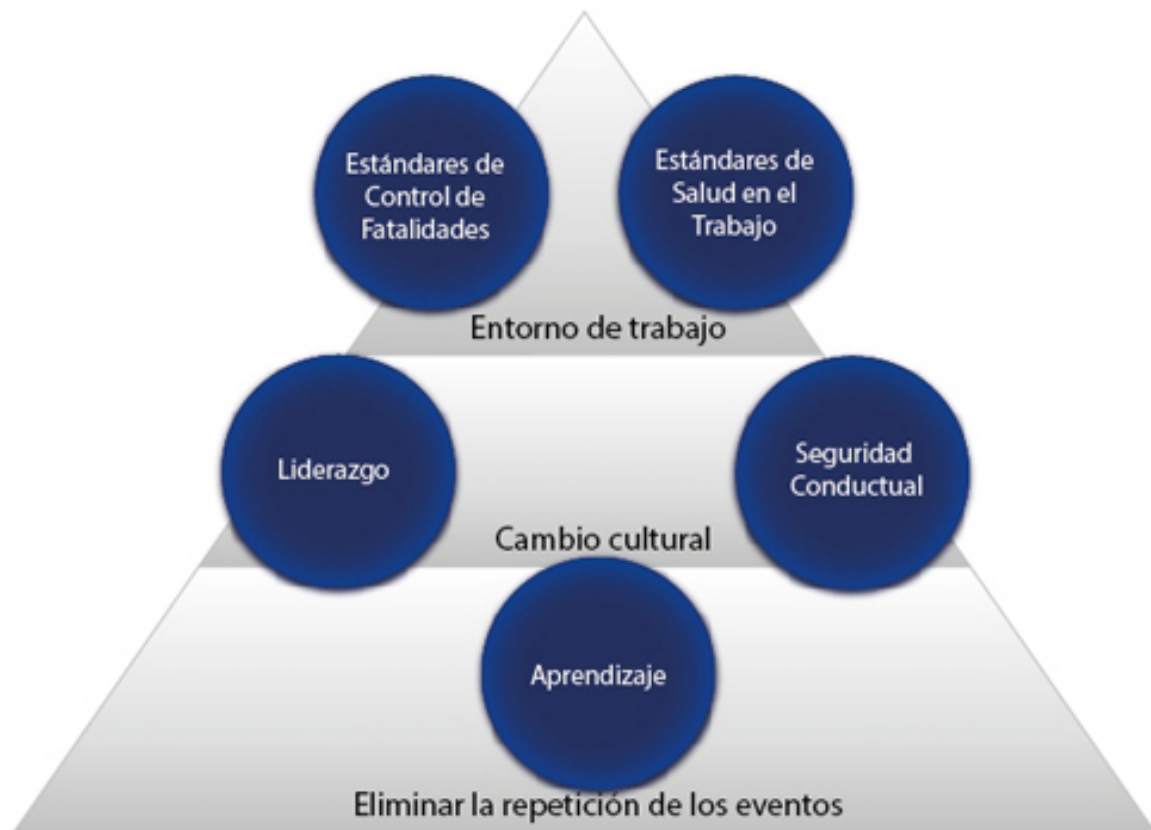 Estándares de
Control de
Fatalidades
Estándares de
Salud en el
Trabajo
Entorno de trabajo
Liderazgo
Seguridad
Conductual
Cambio cultural
Aprendizaje
Eliminar la repetición de los eventos